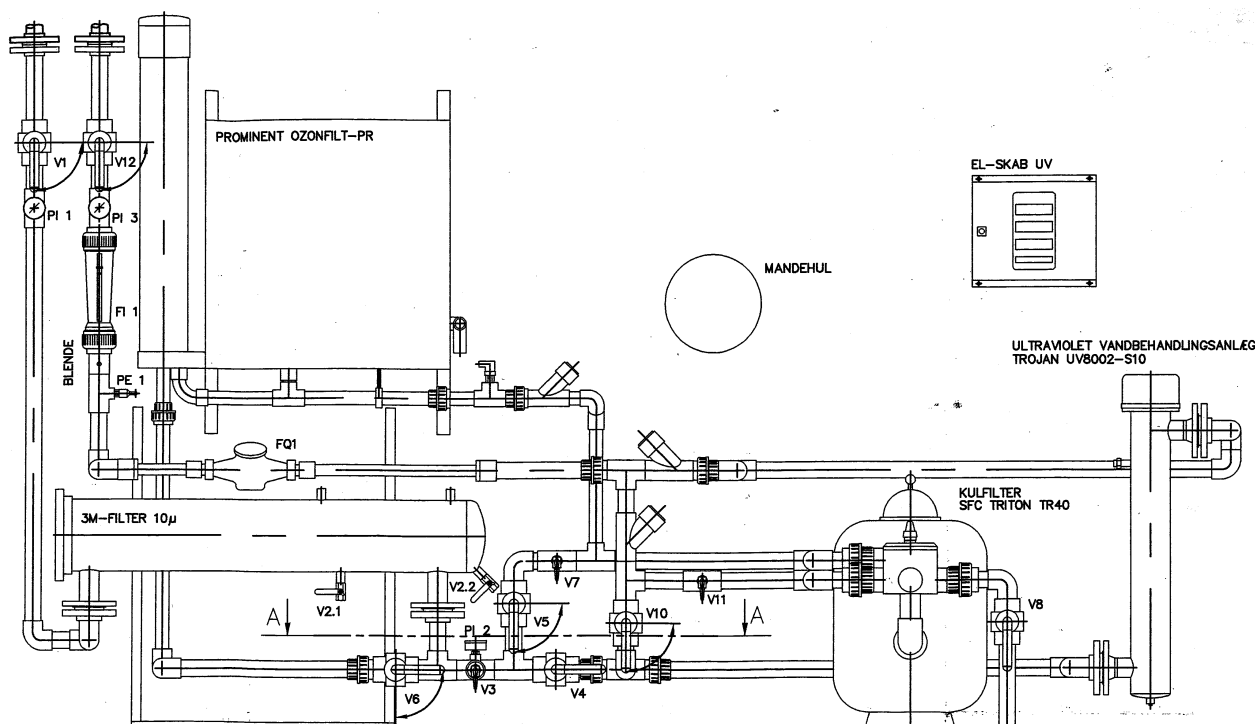 PROMINENT OZONFILT-PR
V1
V12
EL-SKAB UV
PI 1
PI 3
MANDEHUL
FI 1
BLENDE
ULTRAVIOLET VANDBEHANDLINGSANLÆG
TROJAN UV8002-S10
PE 1
FQ1
KULFILTER
SFC TRITON TR40
3M-FILTER 10µ
V2.2
V7
V11
V2.1
A
A
V5
V10
V8
PI 2
V6
V3
V4